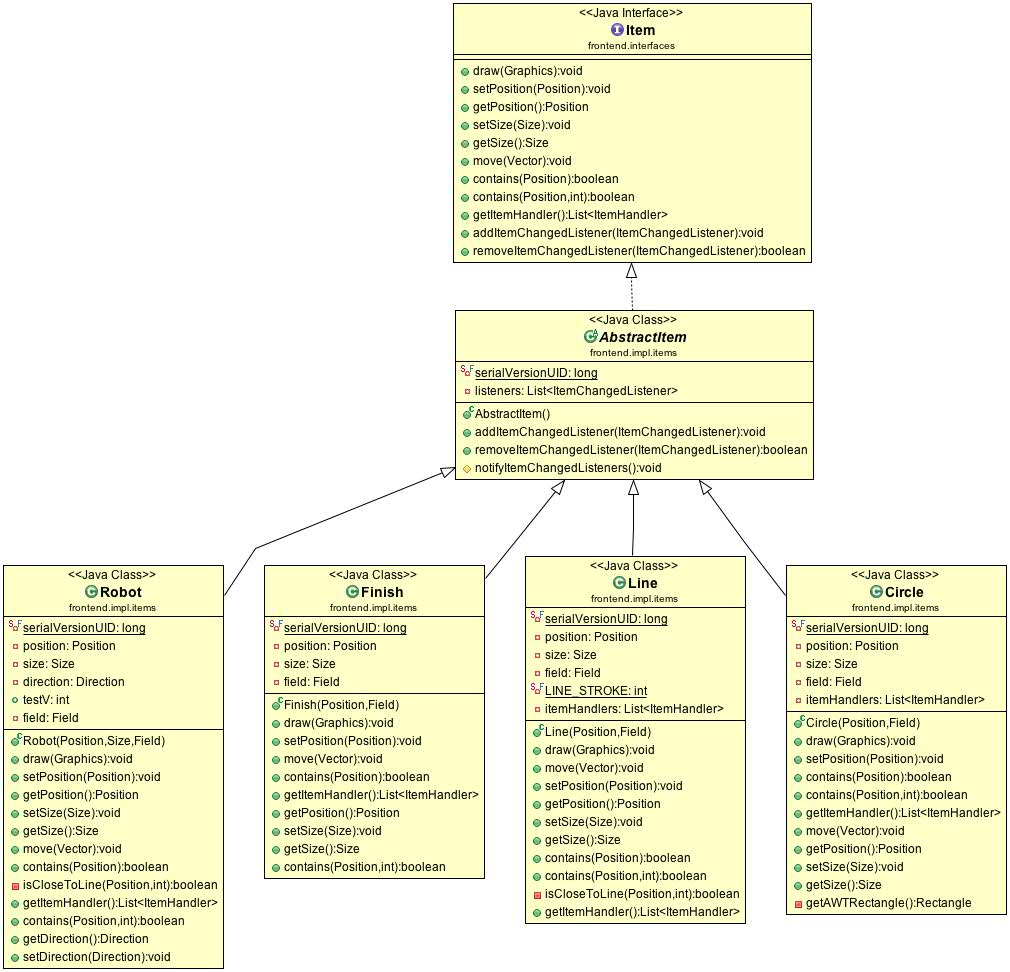 <<Java Interface>>
Item
frontend.interfaces
draw(Graphics):void
setPosition(Position):void
getPosition():Position
setSize(Size):void
getSize():Size
move(Vector):void
contains(Position):boolean
contains(Position,int):boolean
getItemHandler():List<ItemHandler>
addItemChangedListener(ItemChangedListener):void
removeItemChangedListener(ItemChangedListener):boolean
<<Java Class>>
AbstractItem
frontend.impl.items
serialVersionUID: long
listeners: List<ItemChangedListener>
AbstractItem()
addItemChangedListener(ItemChangedListener):void
removeItemChangedListener(ItemChangedListener):boolean
notifyItemChangedListeners():void
<<Java Class>>
Robot
frontend.impl.items
serialVersionUID: long
position: Position
size: Size
direction: Direction
testV: int
field: Field
Robot(Position,Size,Field)
draw(Graphics):void
setPosition(Position):void
getPosition():Position
setSize(Size):void
getSize():Size
move(Vector):void
contains(Position):boolean
isCloseToLine(Position,int):boolean
getItemHandler():List<ItemHandler>
contains(Position,int):boolean
getDirection():Direction
setDirection(Direction):void
<<Java Class>>
Finish
frontend.impl.items
serialVersionUID: long
position: Position
size: Size
field: Field
Finish(Position,Field)
draw(Graphics):void
setPosition(Position):void
move(Vector):void
contains(Position):boolean
getItemHandler():List<ItemHandler>
getPosition():Position
setSize(Size):void
getSize():Size
contains(Position,int):boolean
<<Java Class>>
Line
frontend.impl.items
serialVersionUID: long
position: Position
size: Size
field: Field
LINE_STROKE: int
itemHandlers: List<ItemHandler>
Line(Position,Field)
draw(Graphics):void
move(Vector):void
setPosition(Position):void
getPosition():Position
setSize(Size):void
getSize():Size
contains(Position):boolean
contains(Position,int):boolean
isCloseToLine(Position,int):boolean
getItemHandler():List<ItemHandler>
<<Java Class>>
Circle
frontend.impl.items
serialVersionUID: long
position: Position
size: Size
field: Field
itemHandlers: List<ItemHandler>
Circle(Position,Field)
draw(Graphics):void
setPosition(Position):void
contains(Position):boolean
contains(Position,int):boolean
getItemHandler():List<ItemHandler>
move(Vector):void
getPosition():Position
setSize(Size):void
getSize():Size
getAWTRectangle():Rectangle